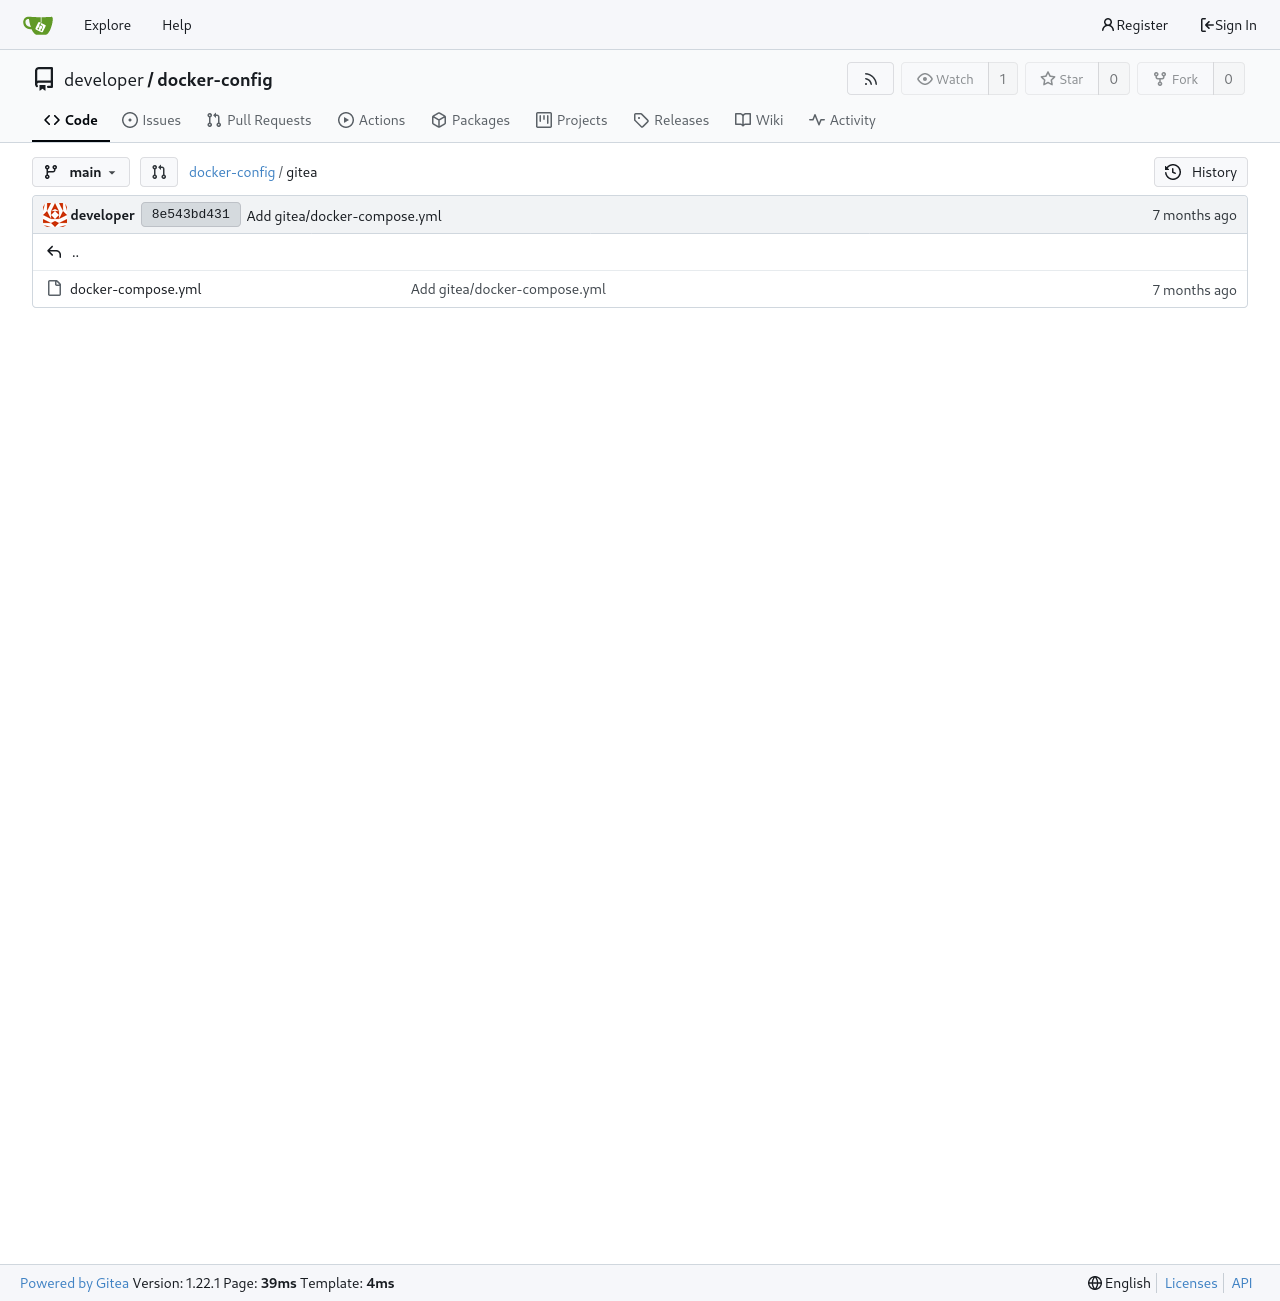 Explore Help Register Sign In
developer / docker-config Watch 1 Star 0 Fork 0
Code Issues Pull Requests Actions Packages Projects Releases Wiki Activity
main docker-config / gitea History
developer 8e543bd431 Add gitea/docker-compose.yml 7 months ago
..
docker-compose.yml Add gitea/docker-compose.yml 7 months ago
Powered by Gitea Version: 1.22.1 Page: 39ms Template: 4ms English Licenses API